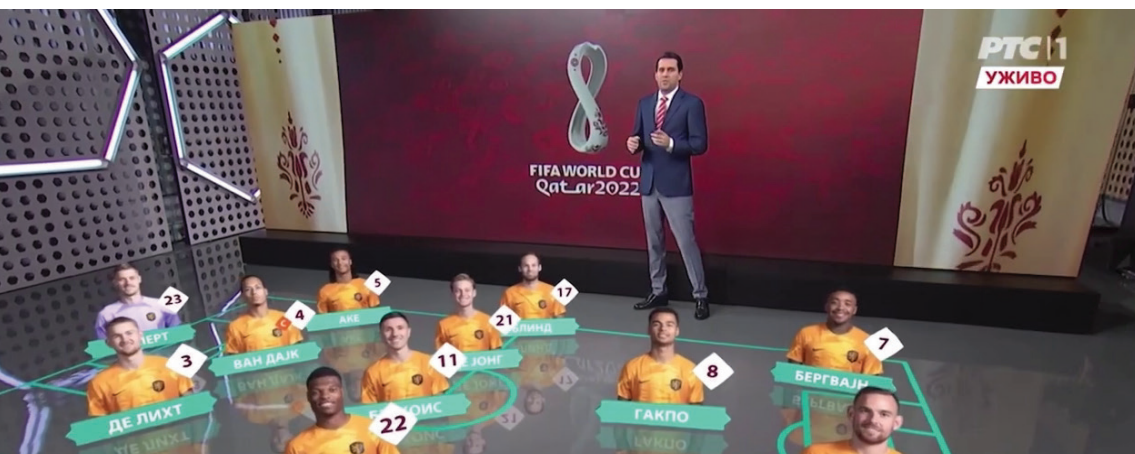 РТС|1
УЖИВО
FIFA WORLD CU
Qatar2022
5
АКЕ
17
23
4
ВАН ДАЈК
21
3
ДЕ ЛИХТ
11
8
ГАКПО
7
БЕРГВАЈН
22